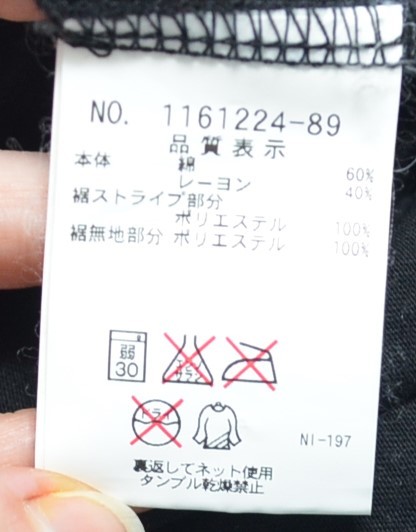 NO. 1161224-89
品質表示
本体 綿 60%
レーヨン 40%
裾ストライプ部分
ポリエステル 100%
裾無地部分 ポリエステル 100%
弱
30
エンソ
サラシ
ドライ
NI-197
裏返してネット使用
タンブル乾燥禁止